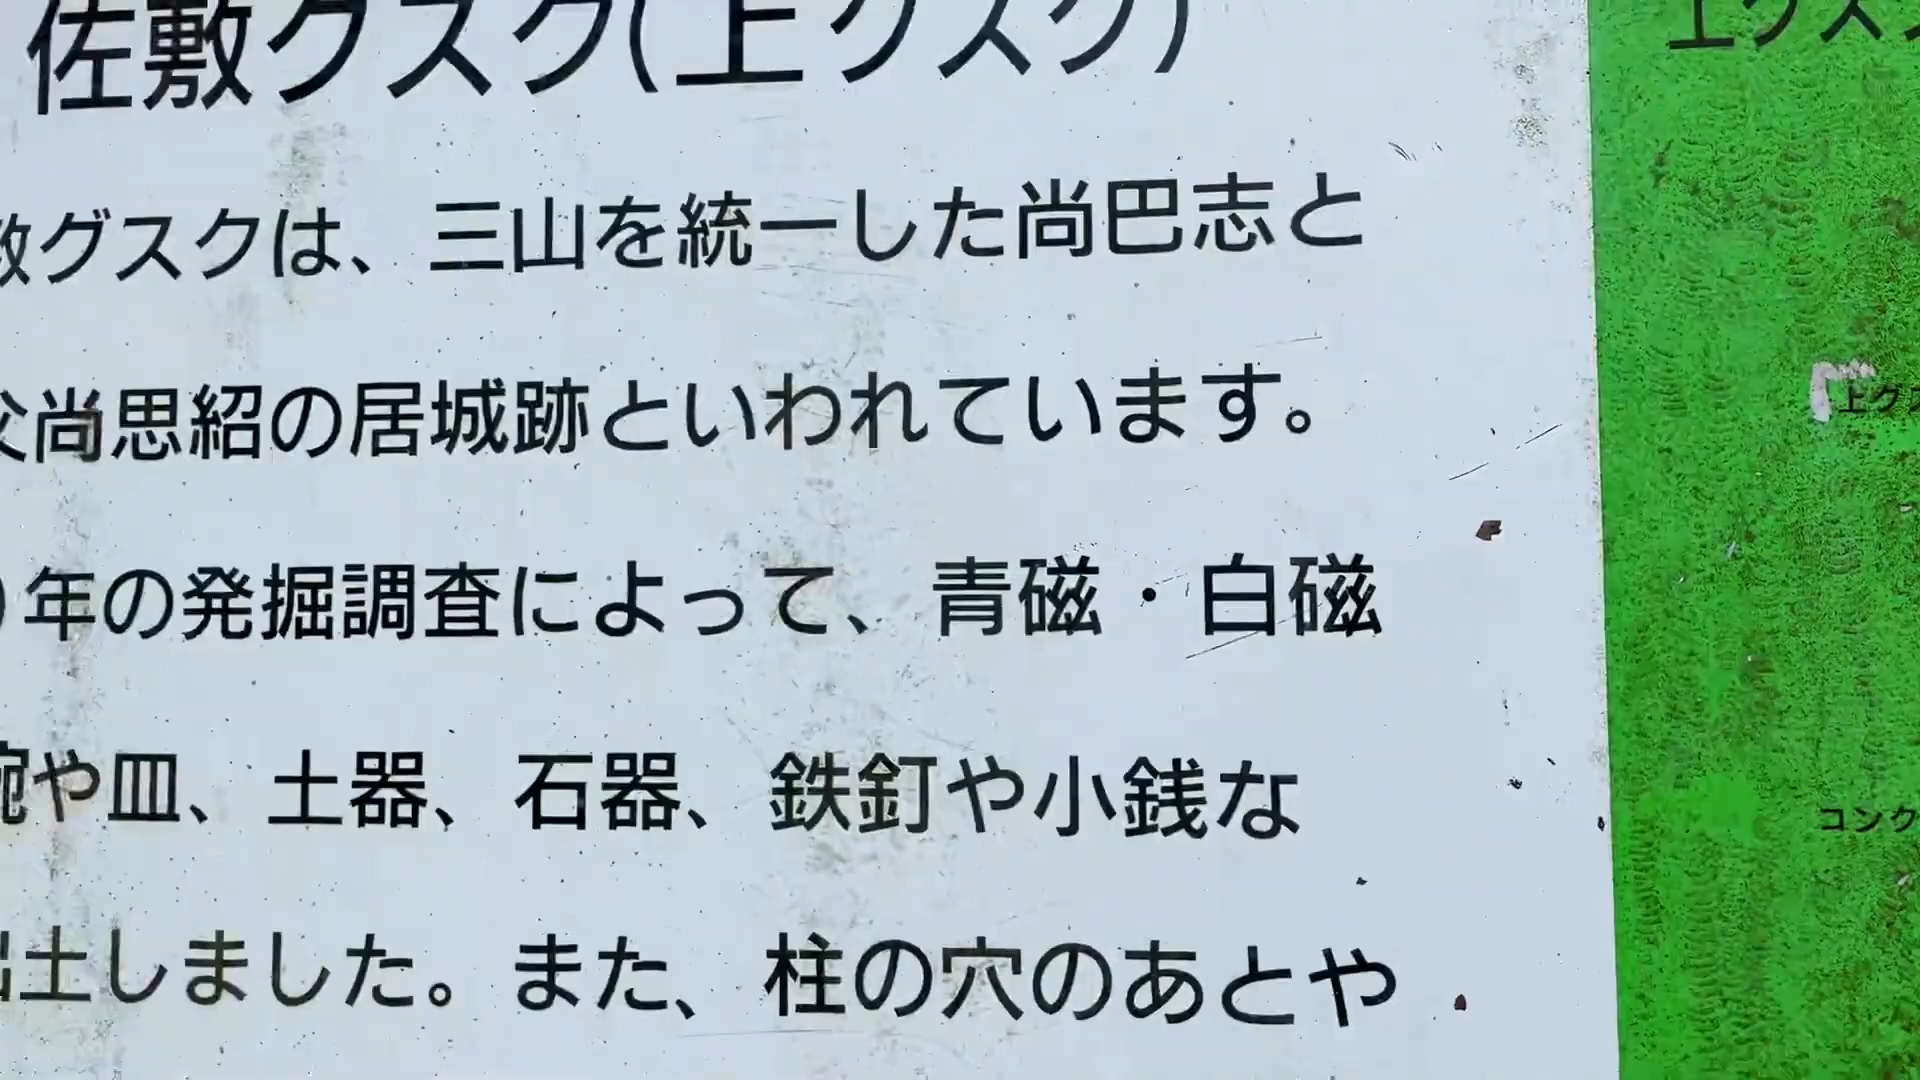 佐敷グスク(上グスク)
敷グスクは、三山を統一した尚巴志と
父尚思紹の居城跡といわれています。
年の発掘調査によって、青磁・白磁
や皿、土器、石器、鉄釘や小銭な
出土しました。また、柱の穴のあとや
上グスク
上グス
コンク